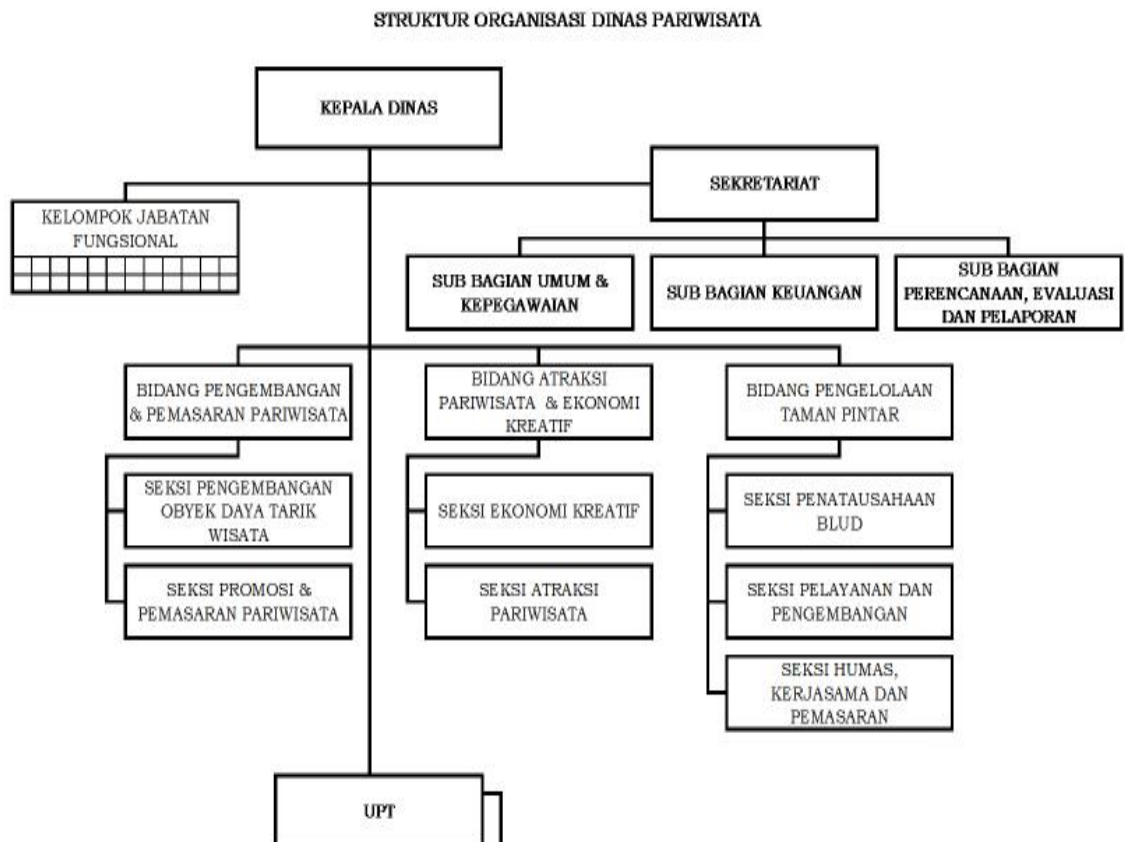 STRUKTUR ORGANISASI DINAS PARIWISATA
KEPALA DINAS
SEKRETARIAT
KELOMPOK JABATAN
FUNGSIONAL
SUB BAGIAN UMUM &
KEPEGAWAIAN
SUB BAGIAN KEUANGAN
SUB BAGIAN
PERENCANAAN, EVALUASI
DAN PELAPORAN
BIDANG PENGEMBANGAN
& PEMASARAN PARIWISATA
BIDANG ATRAKSI
PARIWISATA & EKONOMI
KREATIF
BIDANG PENGELOLAAN
TAMAN PINTAR
SEKSI PENGEMBANGAN
OBYEK DAYA TARIK
WISATA
SEKSI EKONOMI KREATIF
SEKSI PENATAUSAHAAN
BLUD
SEKSI PROMOSI &
PEMASARAN PARIWISATA
SEKSI ATRAKSI
PARIWISATA
SEKSI PELAYANAN DAN
PENGEMBANGAN
SEKSI HUMAS,
KERJASAMA DAN
PEMASARAN
UPT